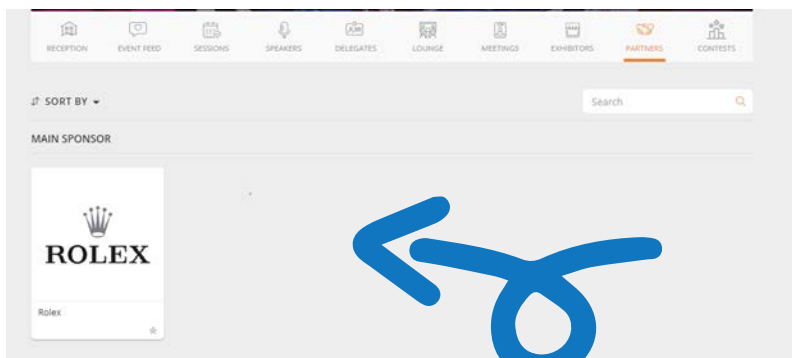 RECEPTION EVENT FEED SESSIONS SPEAKERS DELEGATES LOUNGE MEETINGS EXHIBITORS PARTNERS CONTESTS
SORT BY
Search
MAIN SPONSOR
ROLEX
Rolex